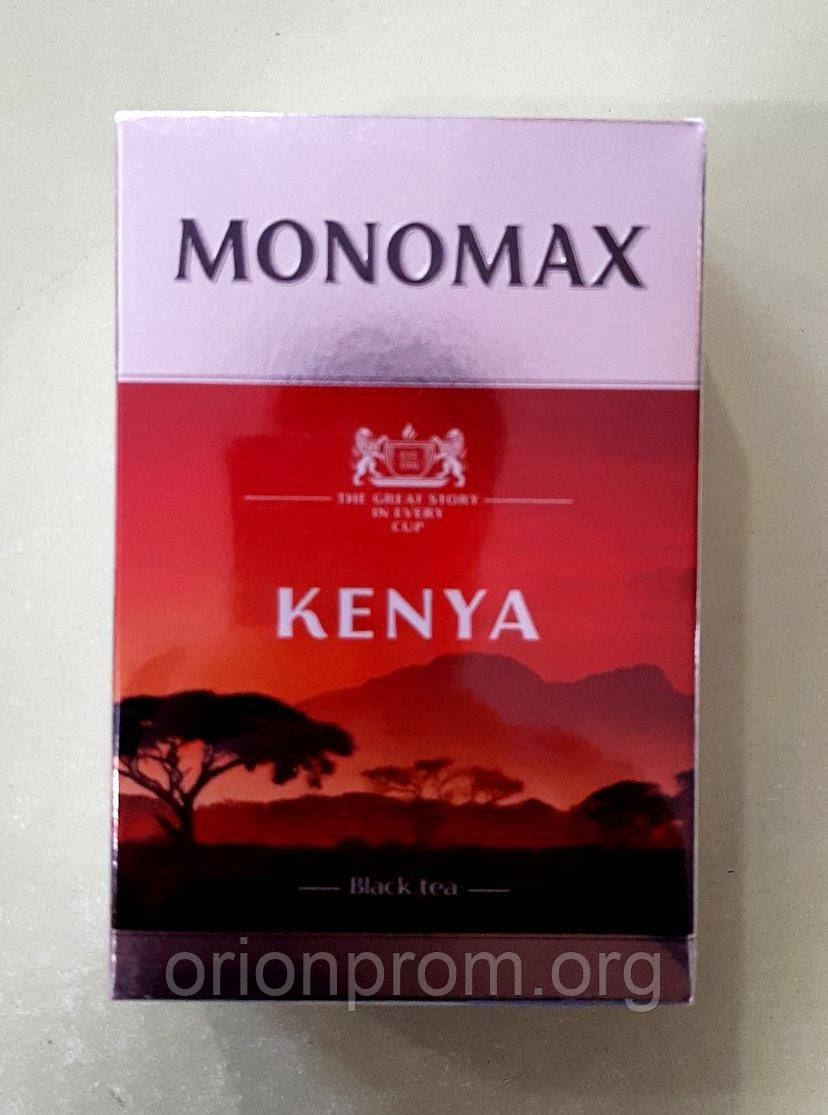 MONOMAX
THE GREAT STORY
IN EVERY
CUP
KENYA
Black tea
orionprom.org